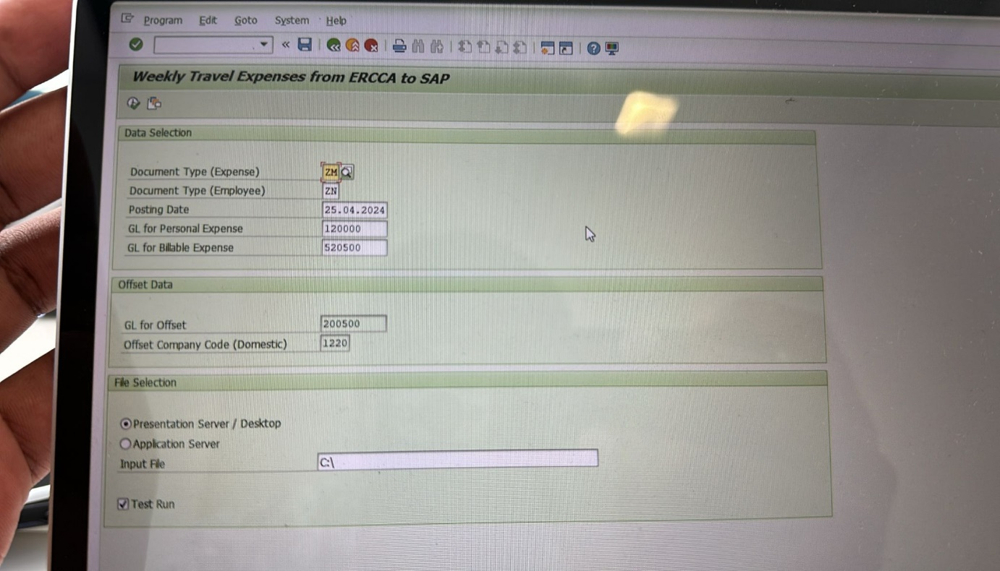 Program Edit Goto System Help
Weekly Travel Expenses from ERCCA to SAP
Data Selection
Document Type (Expense) ZM
Document Type (Employee) ZN
Posting Date 25.04.2024
GL for Personal Expense 120000
GL for Billable Expense 520500
Offset Data
GL for Offset 200500
Offset Company Code (Domestic) 1220
File Selection
Presentation Server / Desktop
Application Server
Input File C:\
Test Run